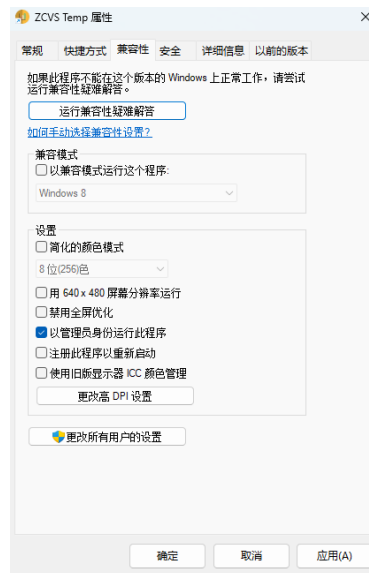 ZCVS Temp 属性
常规 快捷方式 兼容性 安全 详细信息 以前的版本
如果此程序不能在这个版本的 Windows 上正常工作，请尝试
运行兼容性疑难解答。
运行兼容性疑难解答
如何手动选择兼容性设置?
兼容模式
以兼容模式运行这个程序:
Windows 8
设置
简化的颜色模式
8 位(256)色
用 640 x 480 屏幕分辨率运行
禁用全屏优化
以管理员身份运行此程序
注册此程序以重新启动
使用旧版显示器 ICC 颜色管理
更改高 DPI 设置
更改所有用户的设置
确定 取消 应用(A)